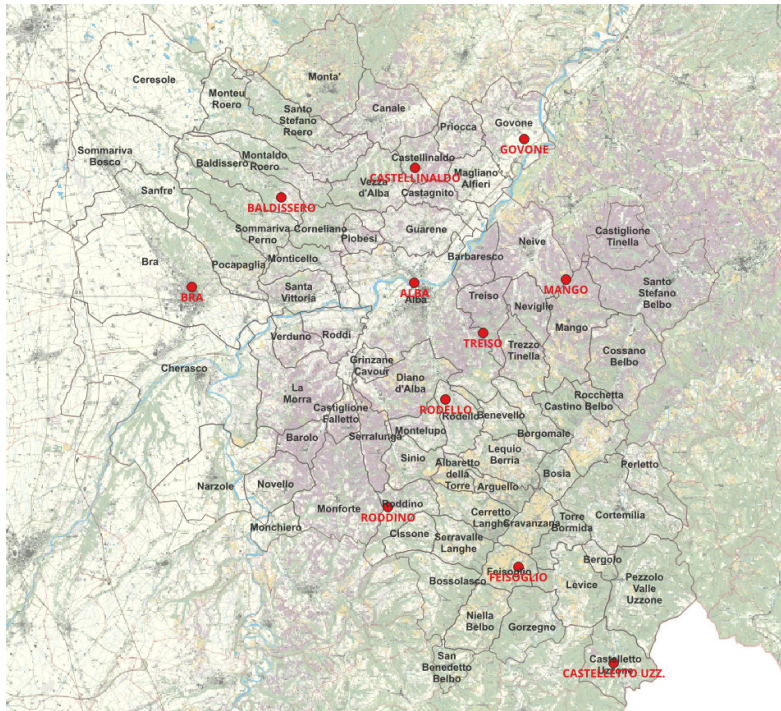 Ceresole
Monta'
Monteu
Roero
Santo
Stefano
Roero
Canale
Govone
Priocca
GOVONE
Sommariva
Bosco
Baldissero
Montaldo
Roero
Castellinaldo
CASTELLINALDO
Magliano
Alfieri
Sanfre'
Vezza
d'Alba
Castagnito
BALDISSERO
Sommariva
Perno
Corneliano
Piobesi
Guarene
Castiglione
Tinella
Neive
Bra
Pocapaglia
Monticello
Barbaresco
BRA
Santa
Vittoria
ALBA
Alba
Treiso
MANGO
Neviglie
Santo
Stefano
Belbo
Verduno
Roddi
TREISO
Trezzo
Tinella
Mango
Cossano
Belbo
Cherasco
Grinzane
Cavour
La
Morra
Diano
d'Alba
Rocchetta
Castino Belbo
RODELLO
Rodello
Benevello
Castiglione
Falletto
Montelupo
Borgomale
Barolo
Serralunga
Sinio
Albaretto
della
Torre
Lequio
Berria
Perletto
Bosia
Narzole
Novello
Arguello
Monforte
Roddino
RODDINO
Monchiero
Cissone
Cerretto
Langhe
Cravanzana
Torre
Bormida
Cortemilia
Serravalle
Langhe
Bergolo
Bossolasco
Feisoglio
FEISOGLIO
Levice
Pezzolo
Valle
Uzzone
Niella
Belbo
Gorzegno
San
Benedetto
Belbo
Castelletto
Uzzone
CASTELLETTO UZZ.